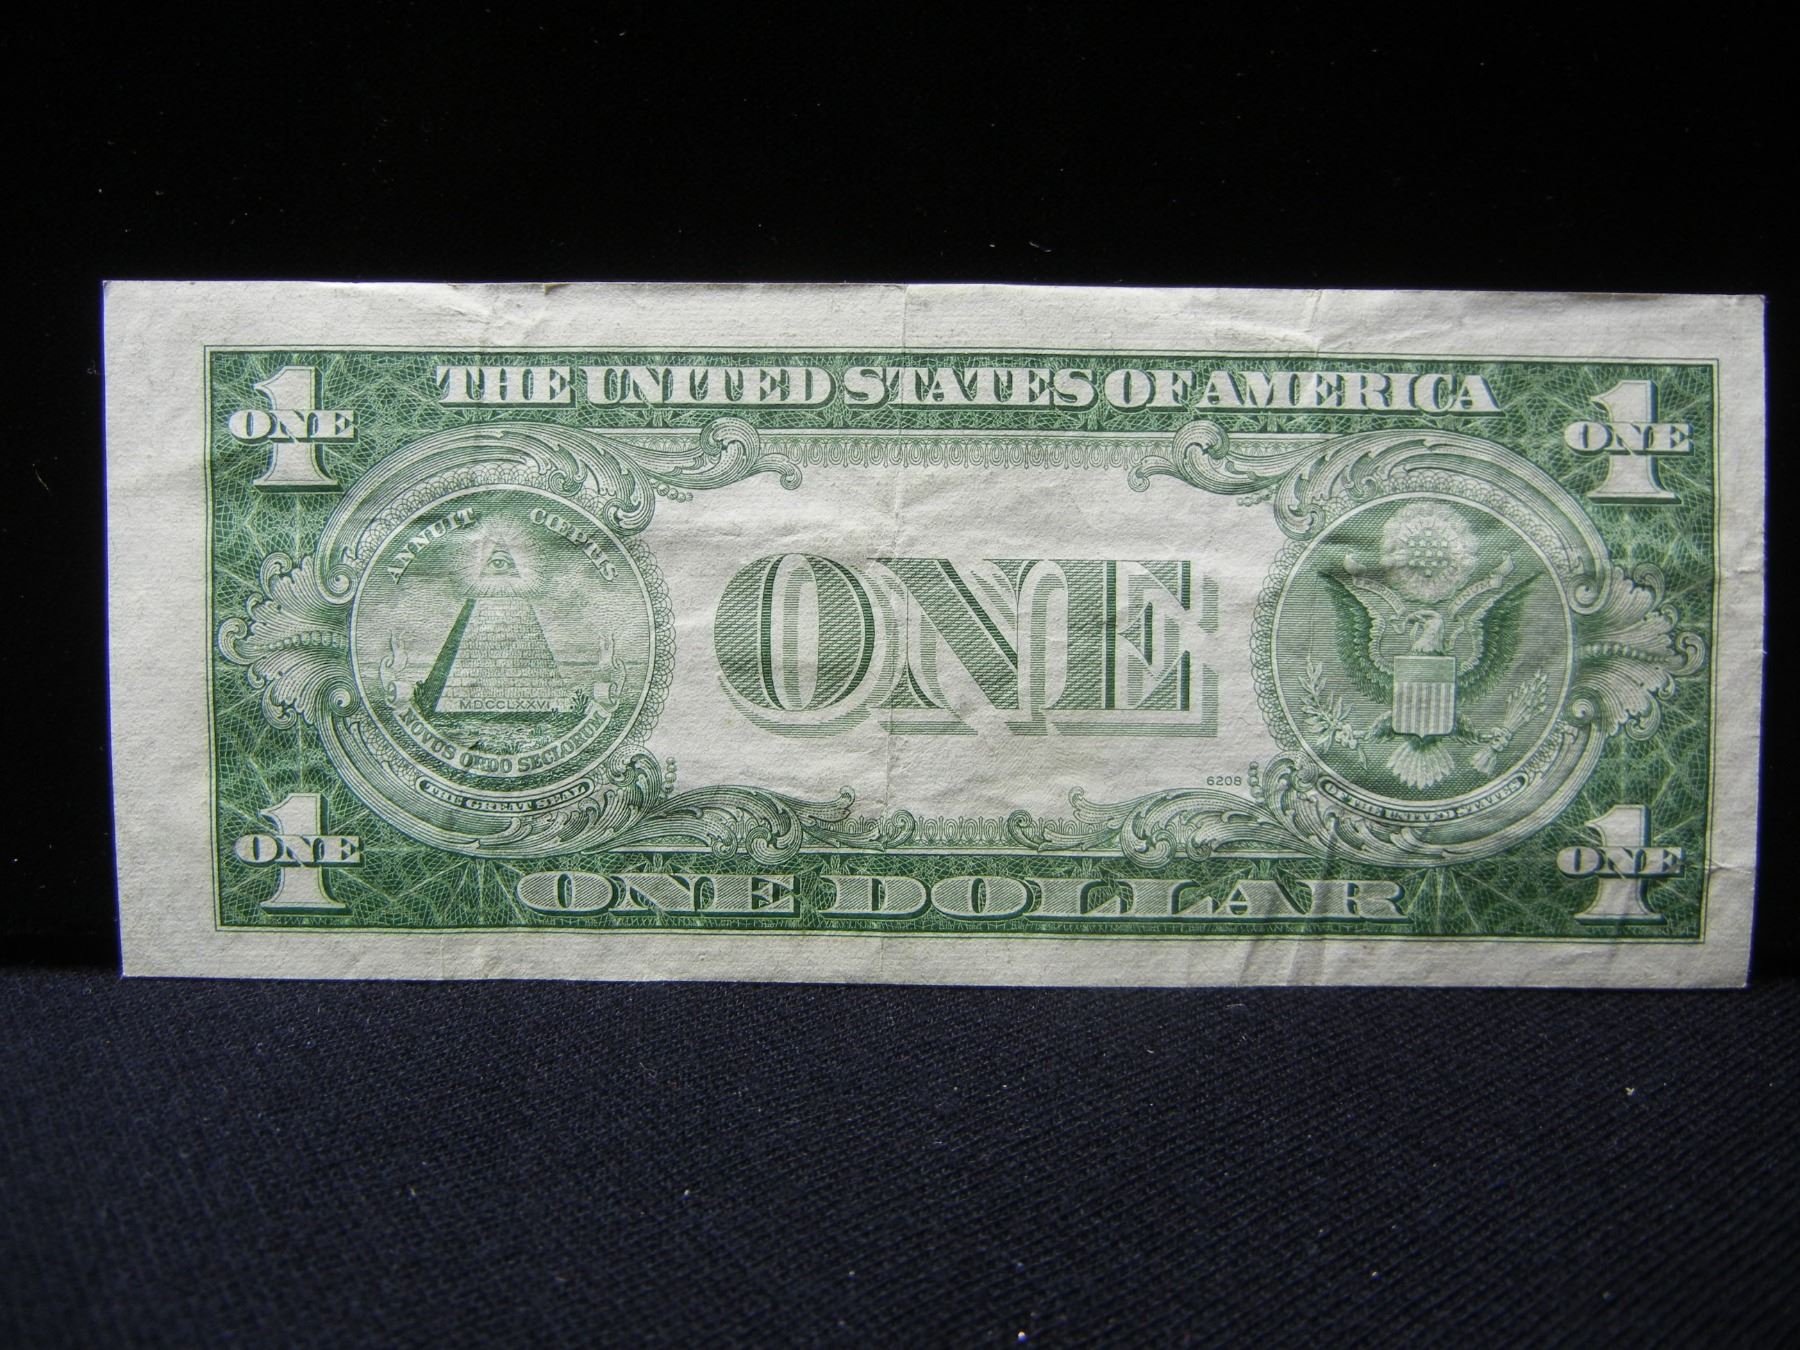 THE UNITED STATES OF AMERICA
1
ONE
1
ONE
ANNUIT CŒPTIS
MDCCLXXVI
NOVUS ORDO SECLORUM
THE GREAT SEAL
ONE
6208
OF THE UNITED STATES
1
ONE
1
ONE
ONE DOLLAR